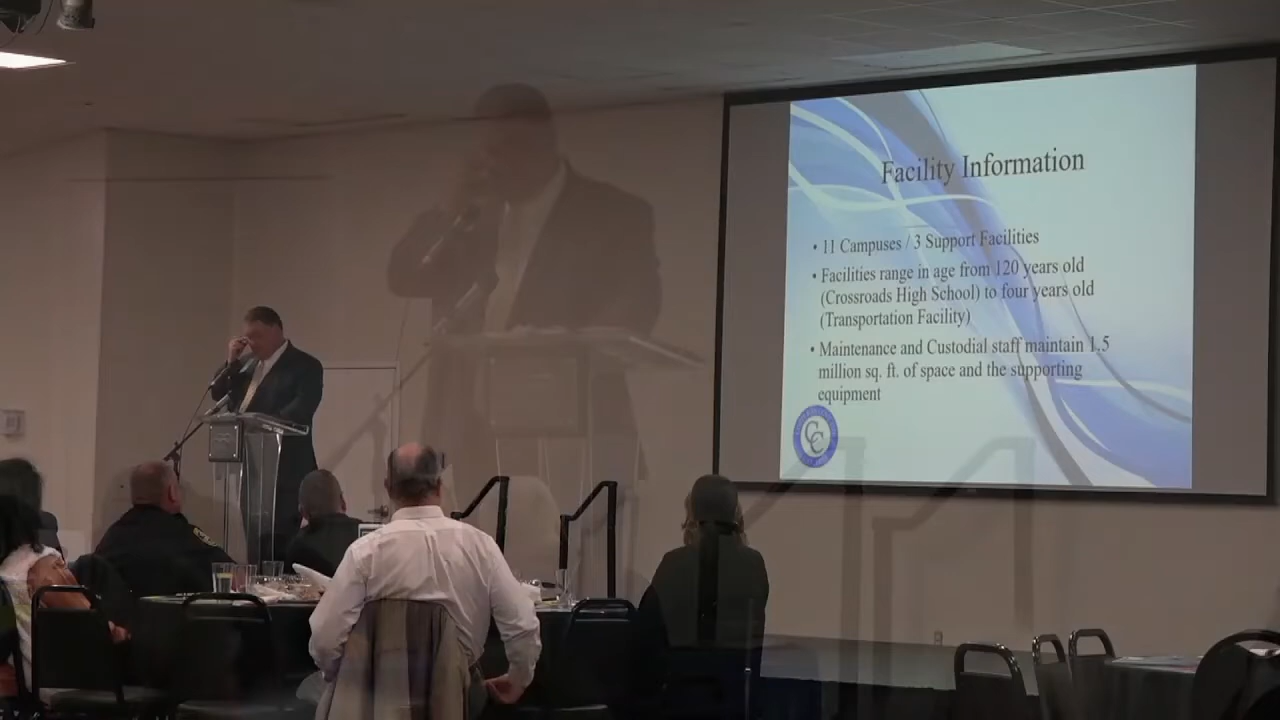 Facility Information
• 11 Campuses / 3 Support Facilities
• Facilities range in age from 120 years old
(Crossroads High School) to four years old
(Transportation Facility)
• Maintenance and Custodial staff maintain 1.5
million sq. ft. of space and the supporting
equipment
CC